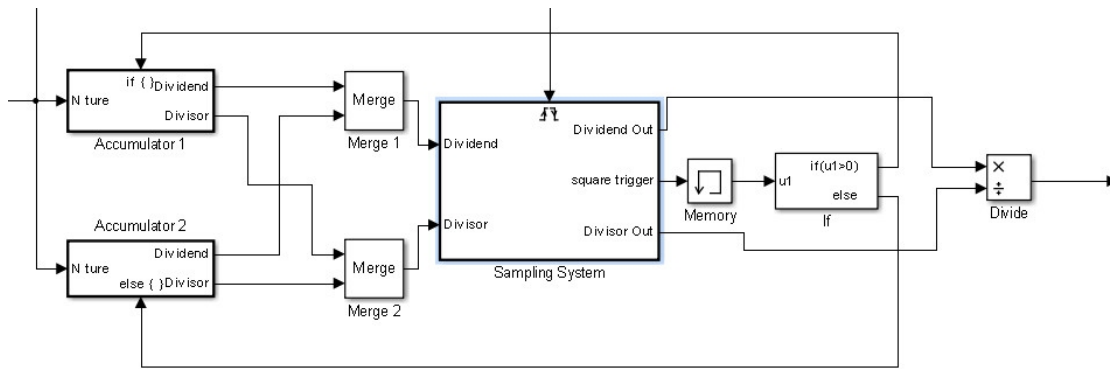 if { }
Dividend
N ture
Divisor
Accumulator 1
Merge
Merge 1
Accumulator 2
Dividend
N ture
else { }
Divisor
Merge
Merge 2
Dividend
Divisor
Dividend Out
square trigger
Divisor Out
Sampling System
Memory
u1
if(u1>0)
else
If
×
÷
Divide